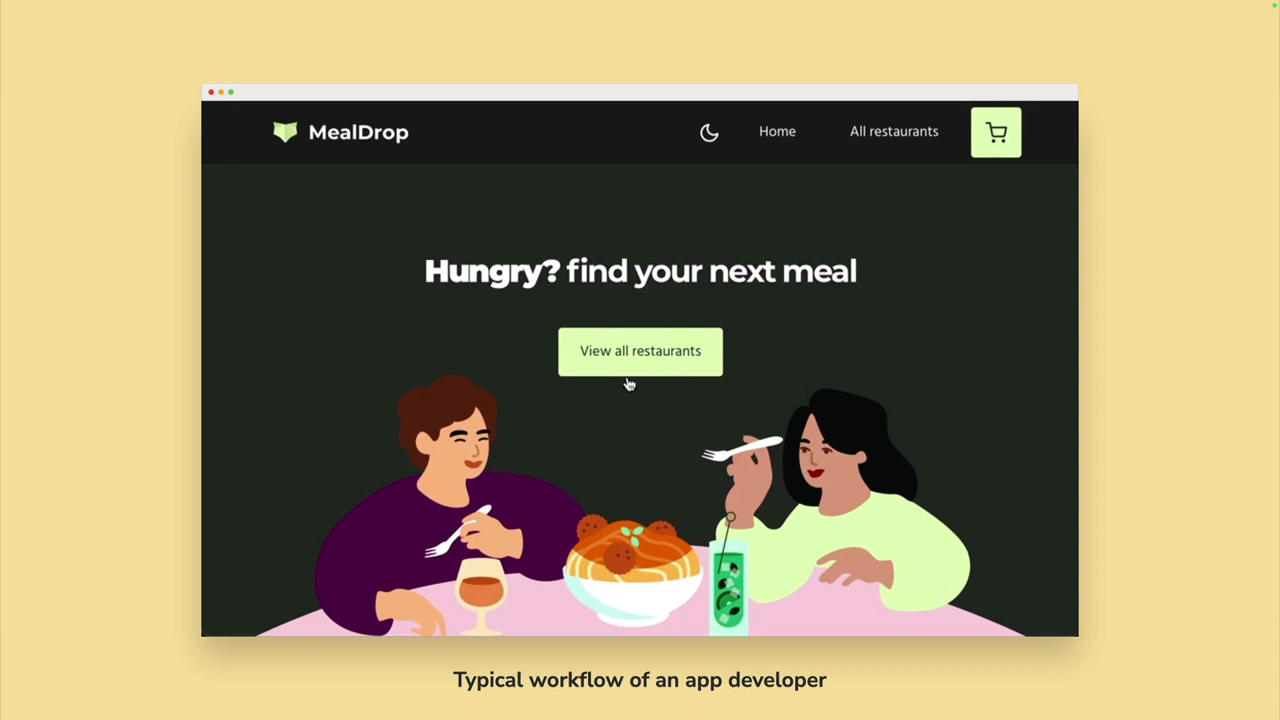 MealDrop
Home
All restaurants
Hungry? find your next meal
View all restaurants
Typical workflow of an app developer